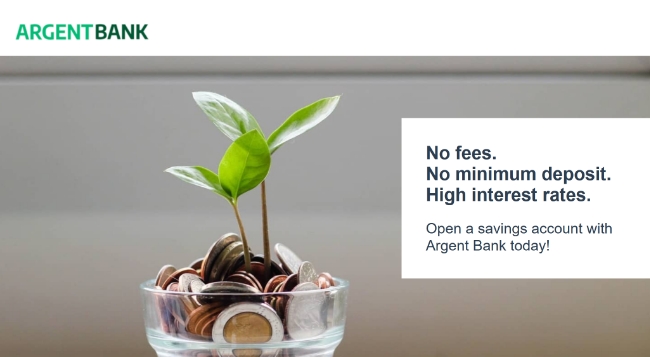 ARGENTBANK
No fees.
No minimum deposit.
High interest rates.
Open a savings account with
Argent Bank today!